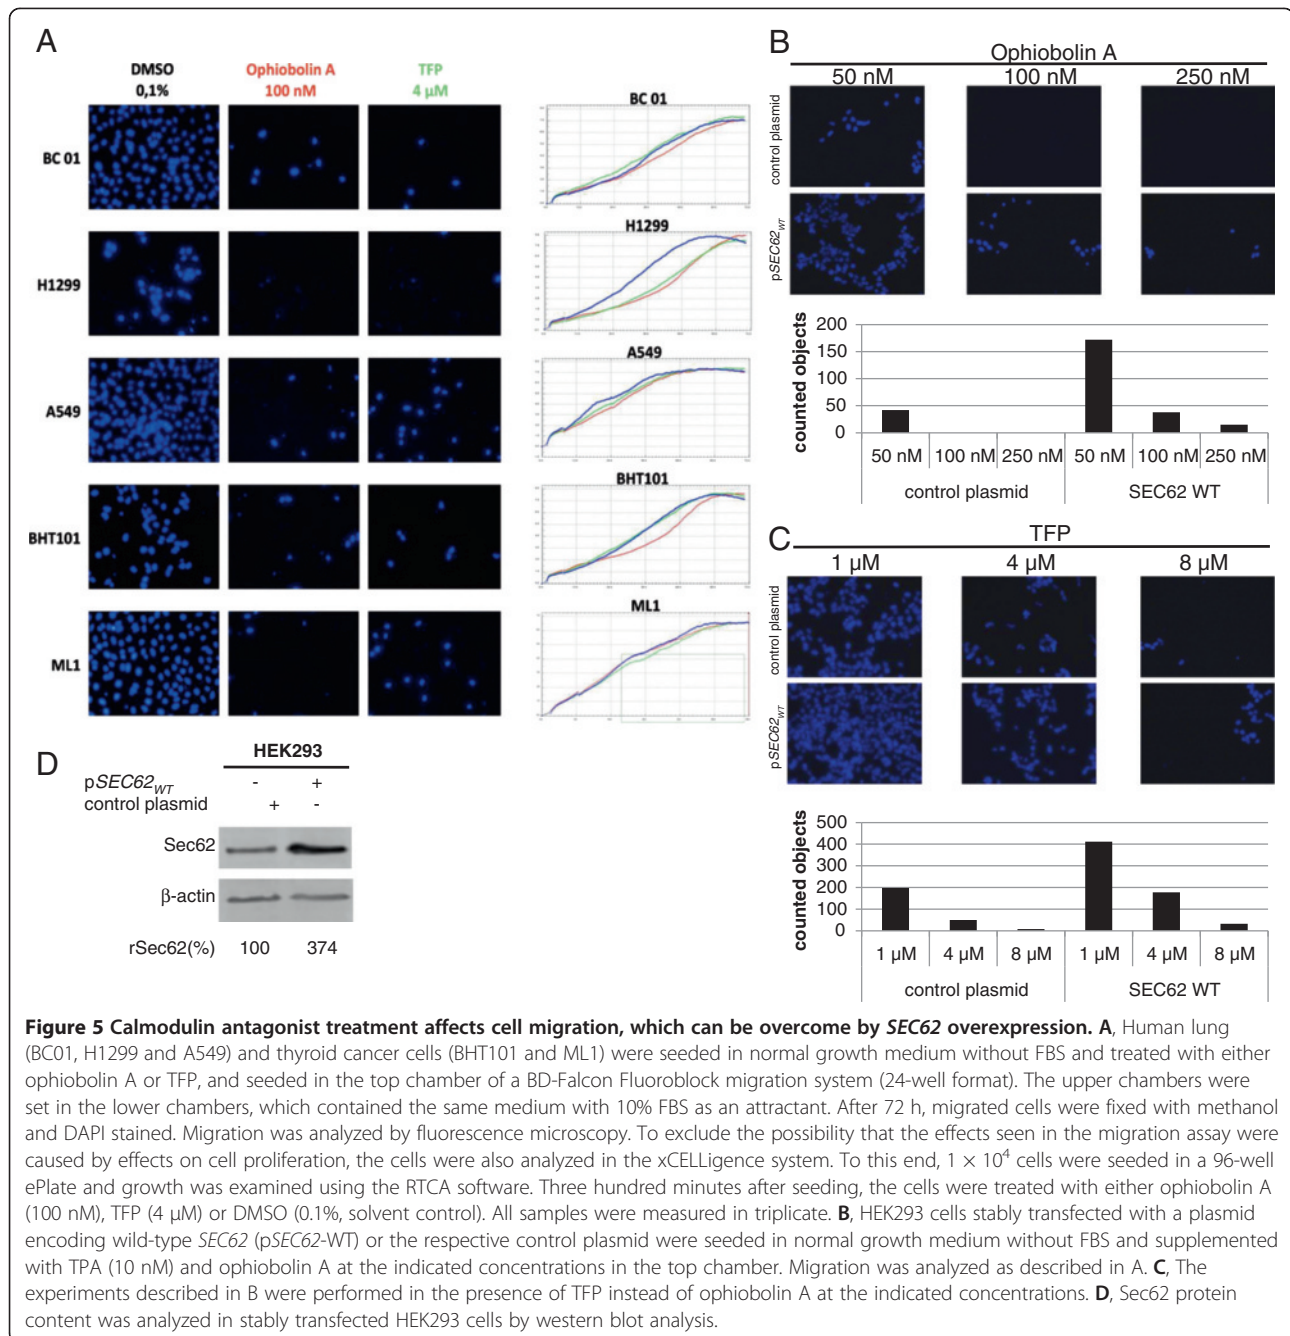 A
DMSO
0,1%
Ophiobolin A
100 nM
TFP
4 μM
BC 01
H1299
A549
BHT101
ML1
BC 01
H1299
A549
BHT101
ML1
B
Ophiobolin A
50 nM 100 nM 250 nM
control plasmid
pSEC62WT
counted objects
200
150
100
50
0
50 nM 100 nM 250 nM 50 nM 100 nM 250 nM
control plasmid SEC62 WT
C
TFP
1 μM 4 μM 8 μM
control plasmid
pSEC62WT
counted objects
500
400
300
200
100
0
1 μM 4 μM 8 μM 1 μM 4 μM 8 μM
control plasmid SEC62 WT
D
HEK293
pSEC62WT - +
control plasmid + -
Sec62
β-actin
rSec62(%) 100 374
Figure 5 Calmodulin antagonist treatment affects cell migration, which can be overcome by SEC62 overexpression. A, Human lung
(BC01, H1299 and A549) and thyroid cancer cells (BHT101 and ML1) were seeded in normal growth medium without FBS and treated with either
ophiobolin A or TFP, and seeded in the top chamber of a BD-Falcon Fluoroblock migration system (24-well format). The upper chambers were
set in the lower chambers, which contained the same medium with 10% FBS as an attractant. After 72 h, migrated cells were fixed with methanol
and DAPI stained. Migration was analyzed by fluorescence microscopy. To exclude the possibility that the effects seen in the migration assay were
caused by effects on cell proliferation, the cells were also analyzed in the xCELLigence system. To this end, 1 × 10⁴ cells were seeded in a 96-well
ePlate and growth was examined using the RTCA software. Three hundred minutes after seeding, the cells were treated with either ophiobolin A
(100 nM), TFP (4 μM) or DMSO (0.1%, solvent control). All samples were measured in triplicate. B, HEK293 cells stably transfected with a plasmid
encoding wild-type SEC62 (pSEC62-WT) or the respective control plasmid were seeded in normal growth medium without FBS and supplemented
with TPA (10 nM) and ophiobolin A at the indicated concentrations in the top chamber. Migration was analyzed as described in A. C, The
experiments described in B were performed in the presence of TFP instead of ophiobolin A at the indicated concentrations. D, Sec62 protein
content was analyzed in stably transfected HEK293 cells by western blot analysis.